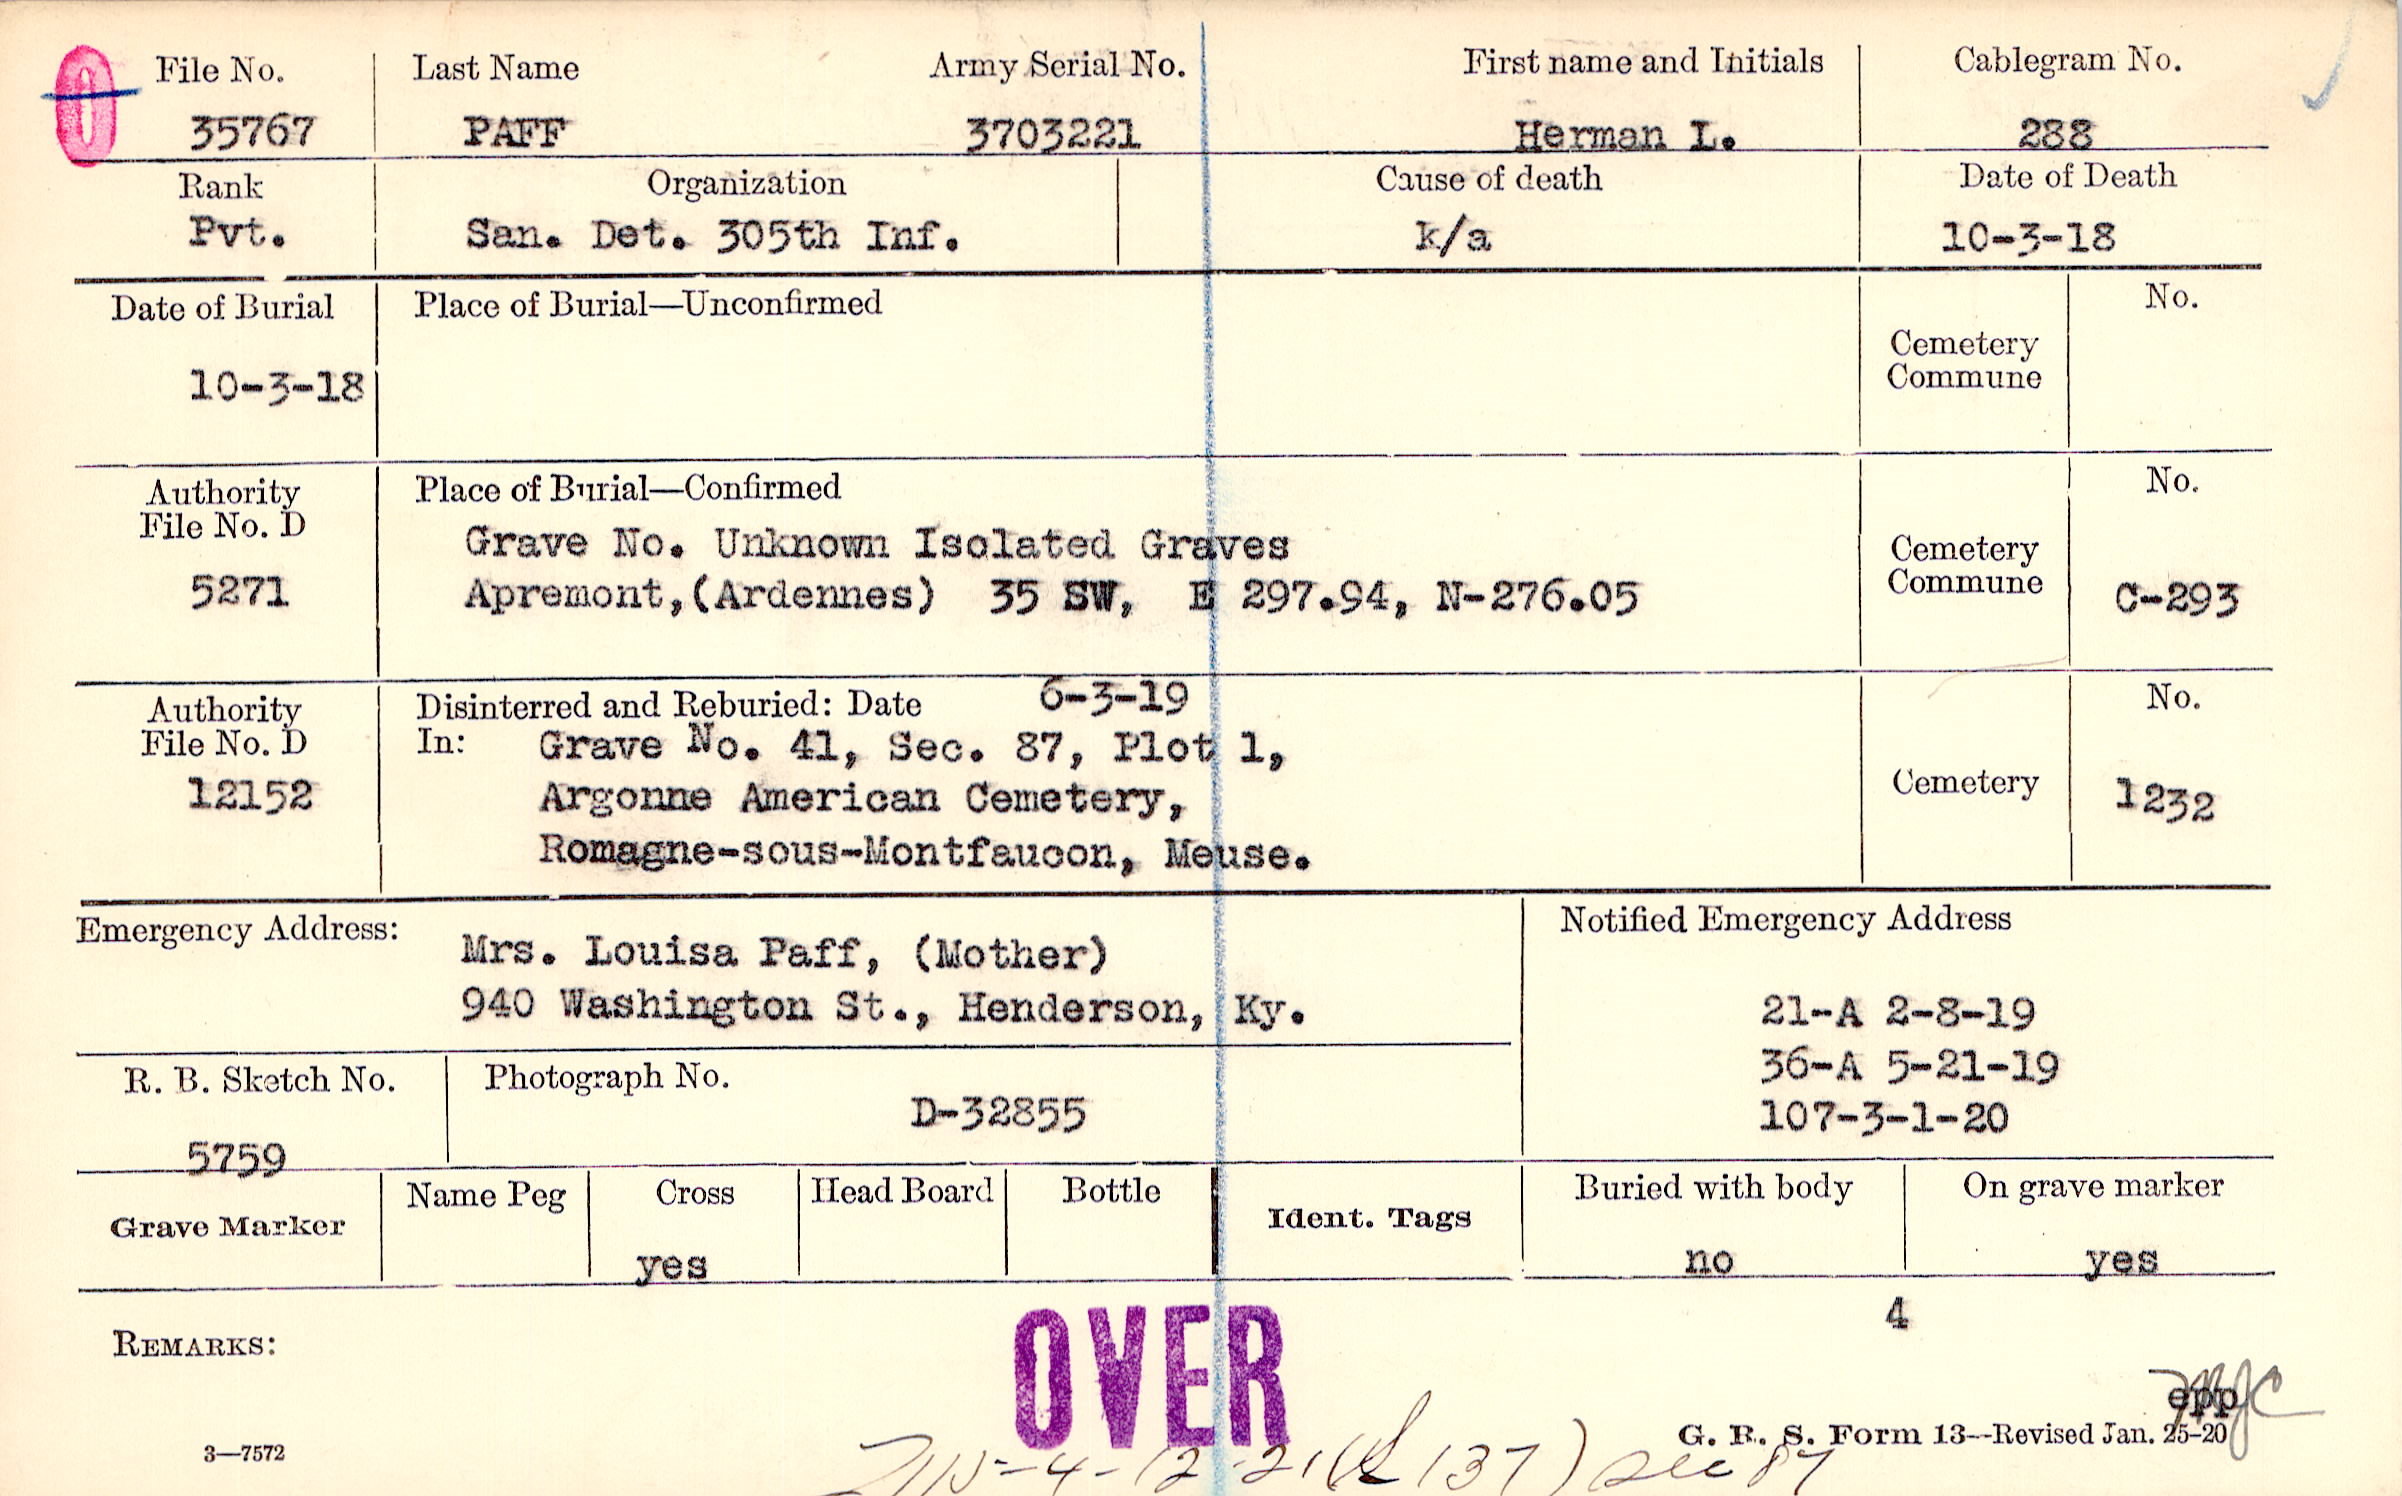 0
File No. Last Name Army Serial No. First name and Initials Cablegram No.
35767 PAFF 3703221 Herman L. 288
Rank Organization Cause of death Date of Death
Pvt. San. Det. 305th Inf. k/a 10-3-18
Date of Burial Place of Burial—Unconfirmed No.
10-3-18 Cemetery
Commune
Authority Place of Burial—Confirmed No.
File No. D Grave No. Unknown Isolated Graves Cemetery
5271 Apremont,(Ardennes) 35 SW, E 297.94, N-276.05 Commune C-293
Authority Disinterred and Reburied: Date 6-3-19 No.
File No. D In: Grave No. 41, Sec. 87, Plot 1,
12152 Argonne American Cemetery, Cemetery 1232
Romagne-sous-Montfaucon, Meuse.
Emergency Address: Notified Emergency Address
Mrs. Louisa Paff, (Mother)
940 Washington St., Henderson, Ky. 21-A 2-8-19
R. B. Sketch No. Photograph No. 36-A 5-21-19
D-32855 107-3-1-20
5759
Grave Marker Name Peg Cross Head Board Bottle Ident. Tags Buried with body On grave marker
yes no yes
4
REMARKS: OVER
epp
3—7572 G. R. S. Form 13--Revised Jan. 25-20
-4-12-21 137) Sec 87